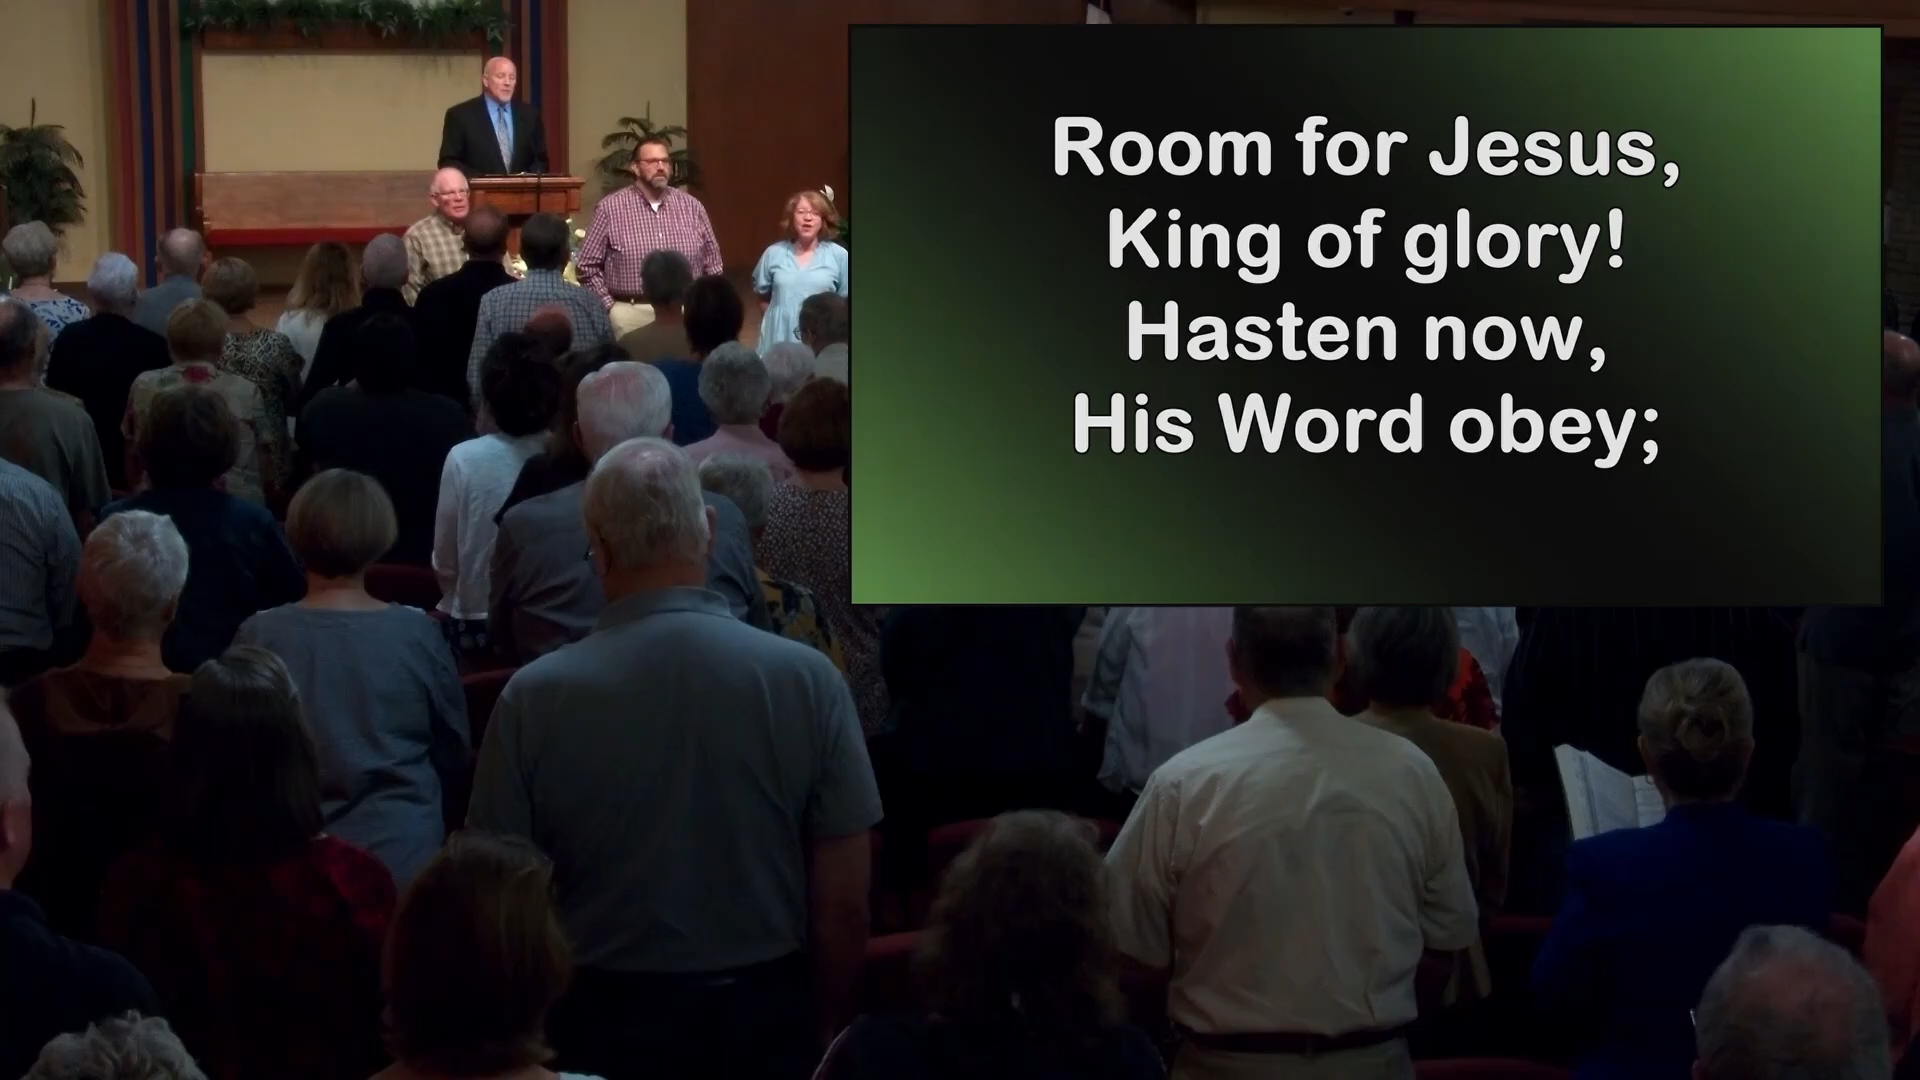 Room for Jesus,
King of glory!
Hasten now,
His Word obey;